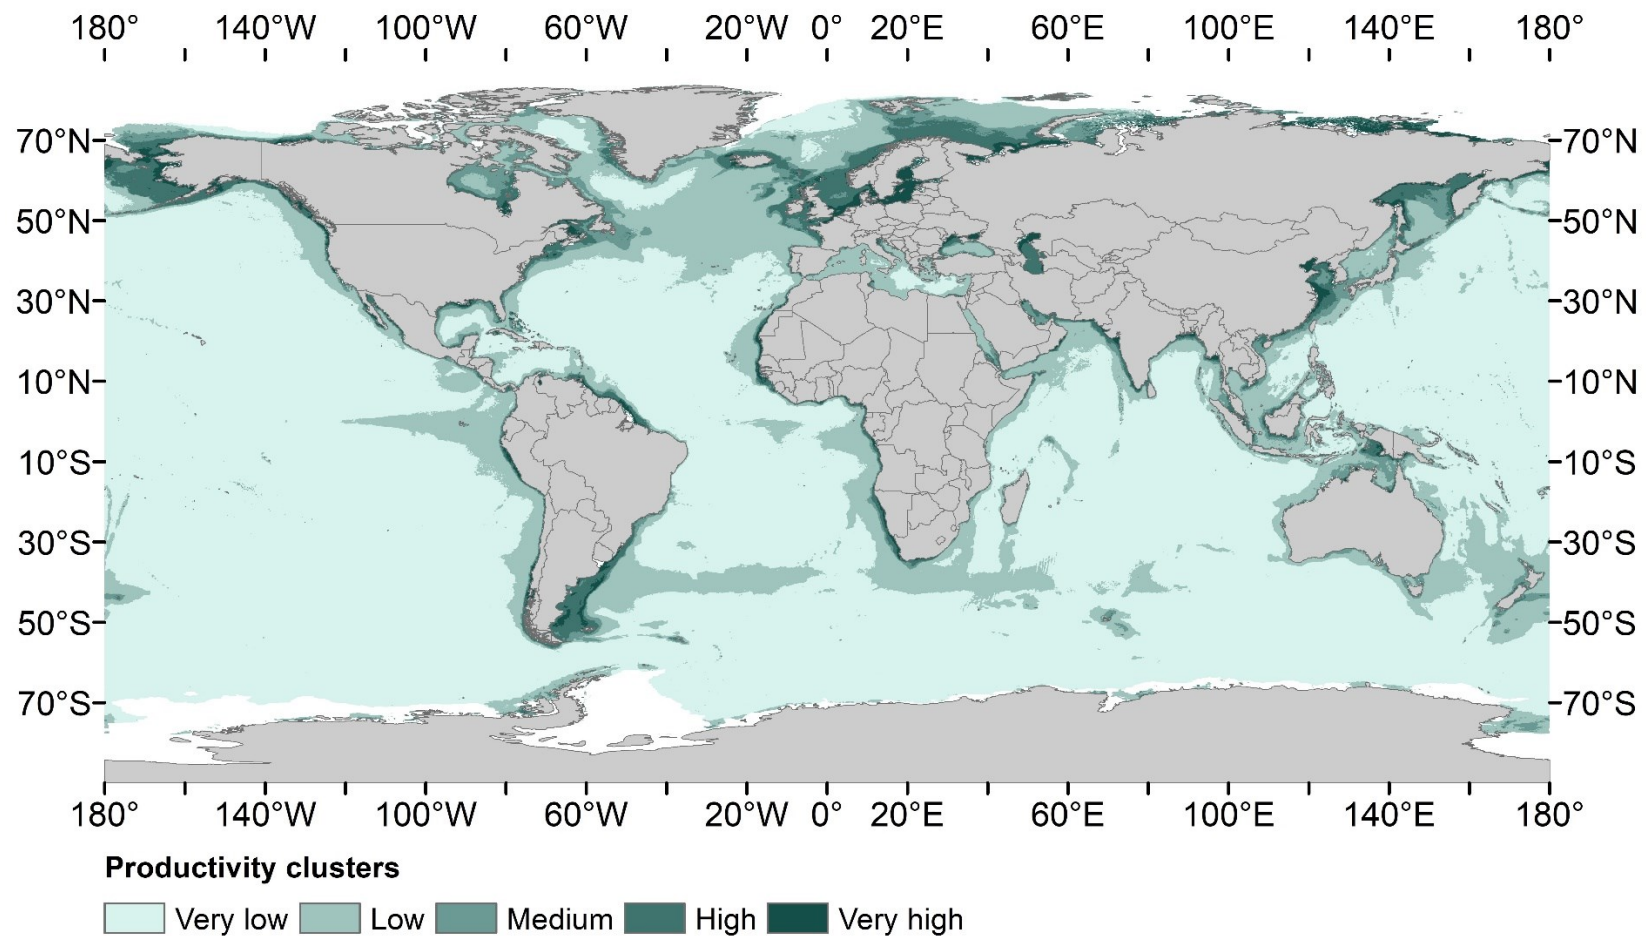 180° 140°W 100°W 60°W 20°W 0° 20°E 60°E 100°E 140°E 180°
70°N 70°N
50°N 50°N
30°N 30°N
10°N 10°N
10°S 10°S
30°S 30°S
50°S 50°S
70°S 70°S
180° 140°W 100°W 60°W 20°W 0° 20°E 60°E 100°E 140°E 180°
Productivity clusters
Very low Low Medium High Very high